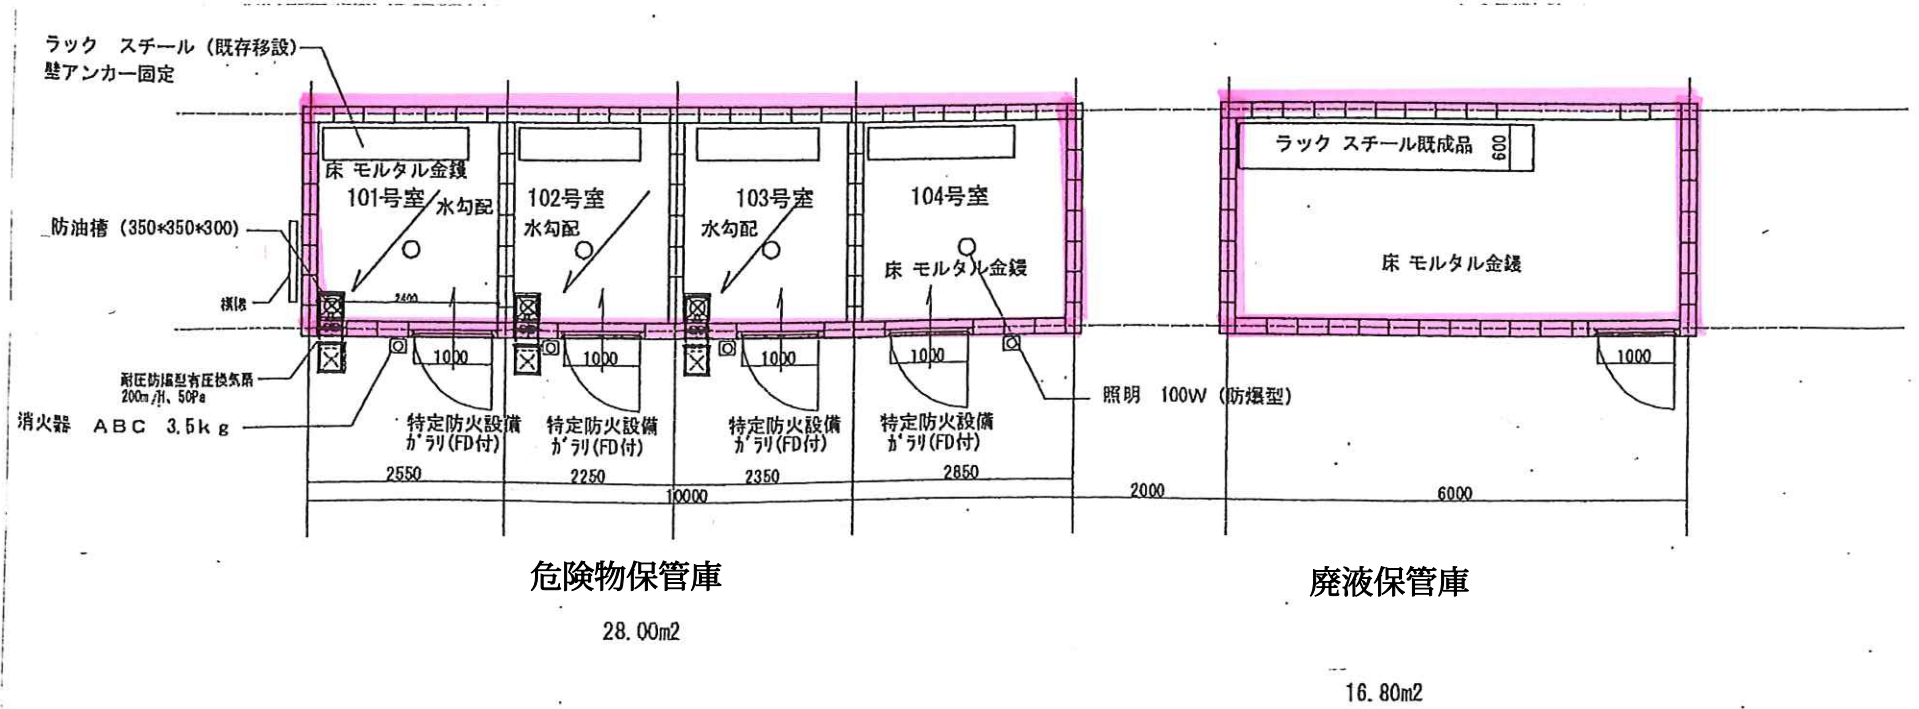 ラック スチール (既存移設)
壁アンカー固定
ラック スチール既成品
600
床 モルタル金鏝
101号室
水勾配
102号室
水勾配
103号室
水勾配
104号室
床 モルタル金鏝
床 モルタル金鏝
防油槽 (350*350*300)
2400
1000
1000
1000
1000
1000
耐圧防爆型有圧換気扇
200m/H、50Pa
消火器 ABC 3.5kg
照明 100W (防爆型)
特定防火設備
ガラリ(FD付)
特定防火設備
ガラリ(FD付)
特定防火設備
ガラリ(FD付)
特定防火設備
ガラリ(FD付)
2550
2250
2350
2850
10000
2000
6000
危険物保管庫
廃液保管庫
28.00m2
16.80m2